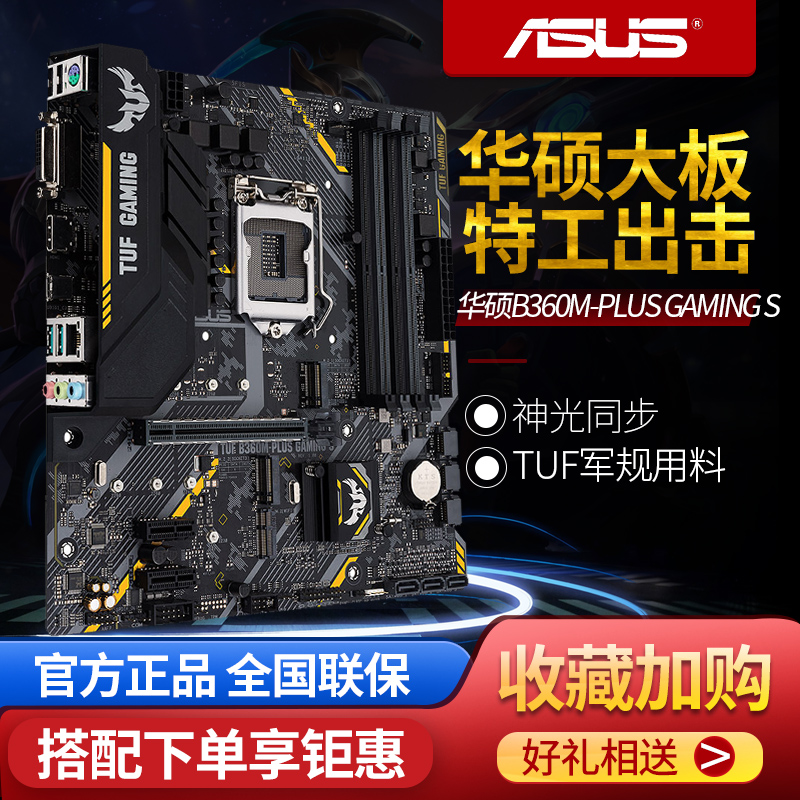 ASUS®
华硕大板
特工出击
华硕B360M-PLUS GAMING S
神光同步
TUF军规用料
TUF GAMING
TUF GAMING
TUF B360M-PLUS GAMING S
官方正品 全国联保
搭配下单享钜惠
收藏加购
好礼相送 >